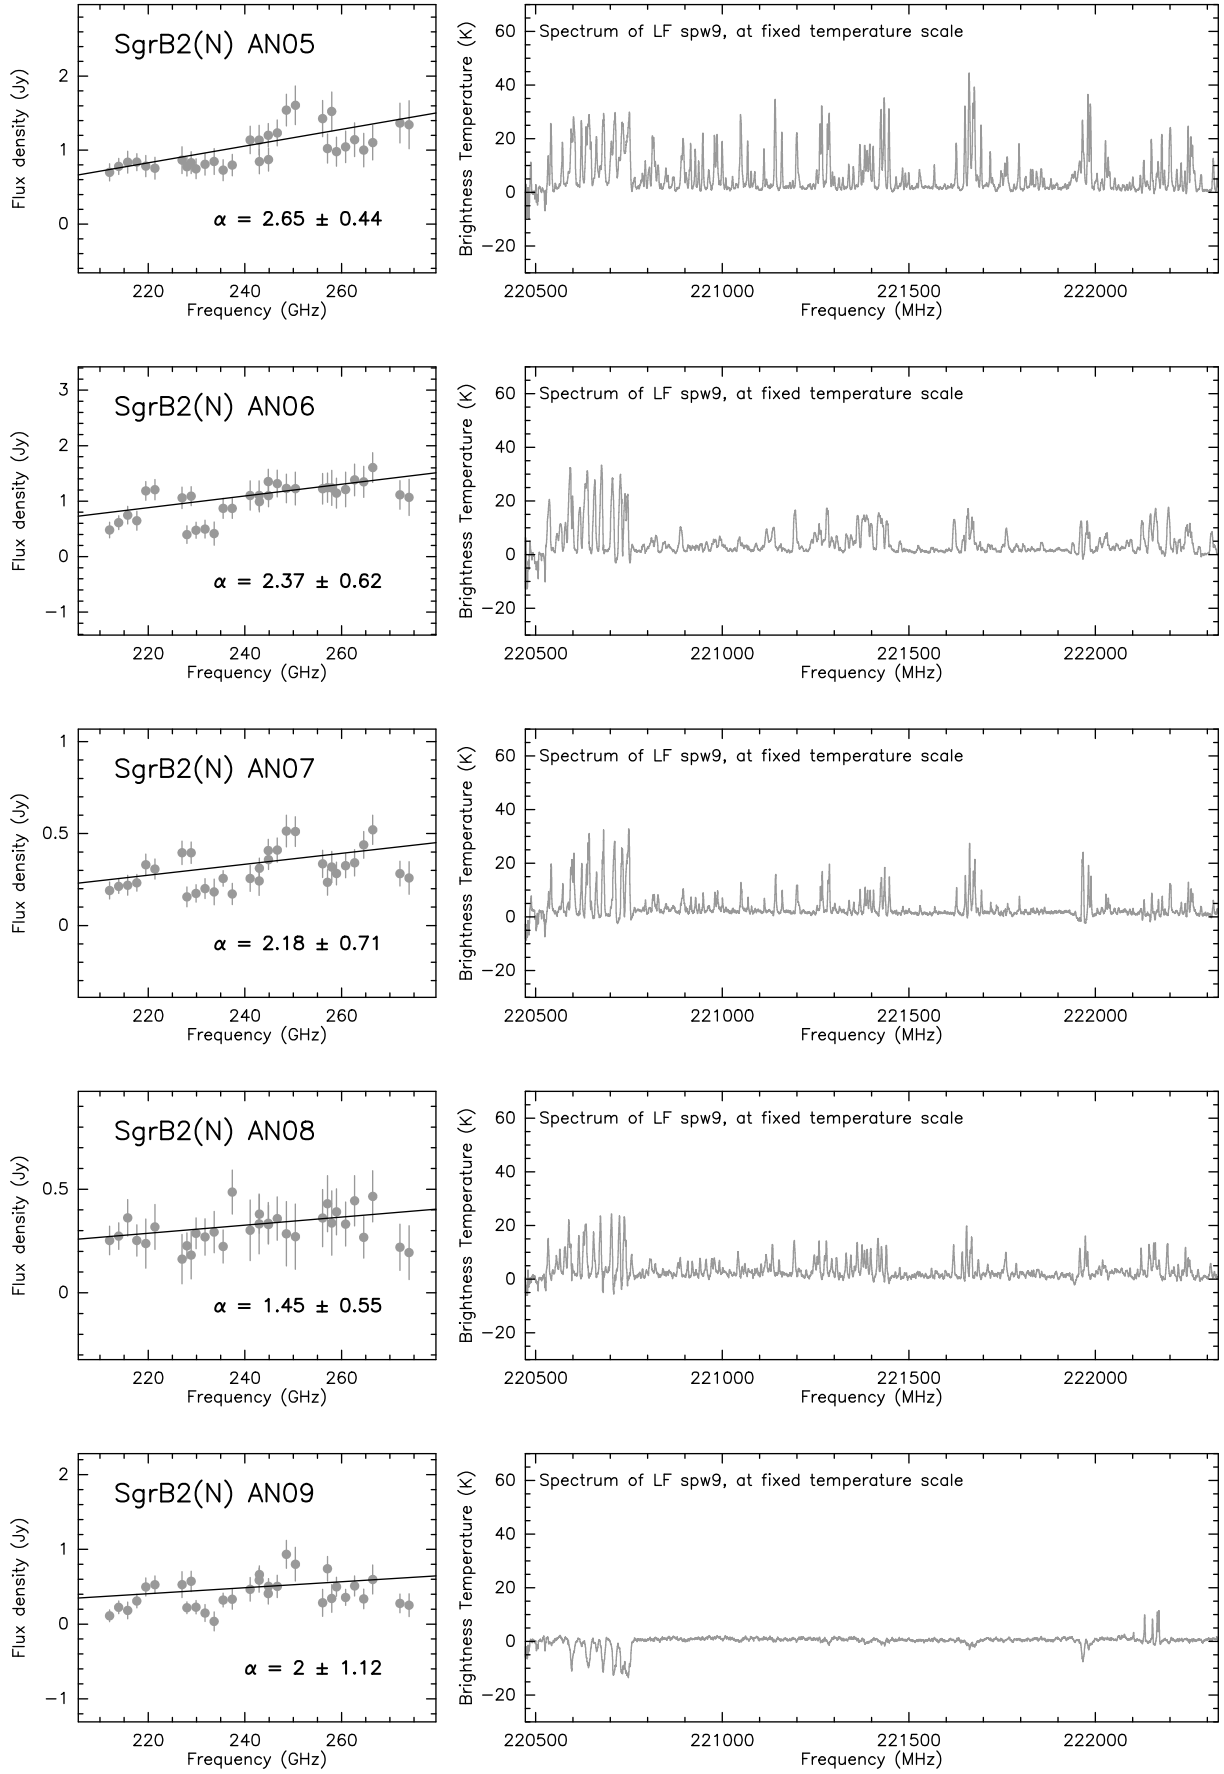 SgrB2(N) AN05
Flux density (Jy)
2
1
0
α = 2.65 ± 0.44
220 240 260
Frequency (GHz)
Spectrum of LF spw9, at fixed temperature scale
Brightness Temperature (K)
60
40
20
0
−20
220500 221000 221500 222000
Frequency (MHz)
SgrB2(N) AN06
Flux density (Jy)
3
2
1
0
−1
α = 2.37 ± 0.62
220 240 260
Frequency (GHz)
Spectrum of LF spw9, at fixed temperature scale
Brightness Temperature (K)
60
40
20
0
−20
220500 221000 221500 222000
Frequency (MHz)
SgrB2(N) AN07
Flux density (Jy)
1
0.5
0
α = 2.18 ± 0.71
220 240 260
Frequency (GHz)
Spectrum of LF spw9, at fixed temperature scale
Brightness Temperature (K)
60
40
20
0
−20
220500 221000 221500 222000
Frequency (MHz)
SgrB2(N) AN08
Flux density (Jy)
0.5
0
α = 1.45 ± 0.55
220 240 260
Frequency (GHz)
Spectrum of LF spw9, at fixed temperature scale
Brightness Temperature (K)
60
40
20
0
−20
220500 221000 221500 222000
Frequency (MHz)
SgrB2(N) AN09
Flux density (Jy)
2
1
0
−1
α = 2 ± 1.12
220 240 260
Frequency (GHz)
Spectrum of LF spw9, at fixed temperature scale
Brightness Temperature (K)
60
40
20
0
−20
220500 221000 221500 222000
Frequency (MHz)